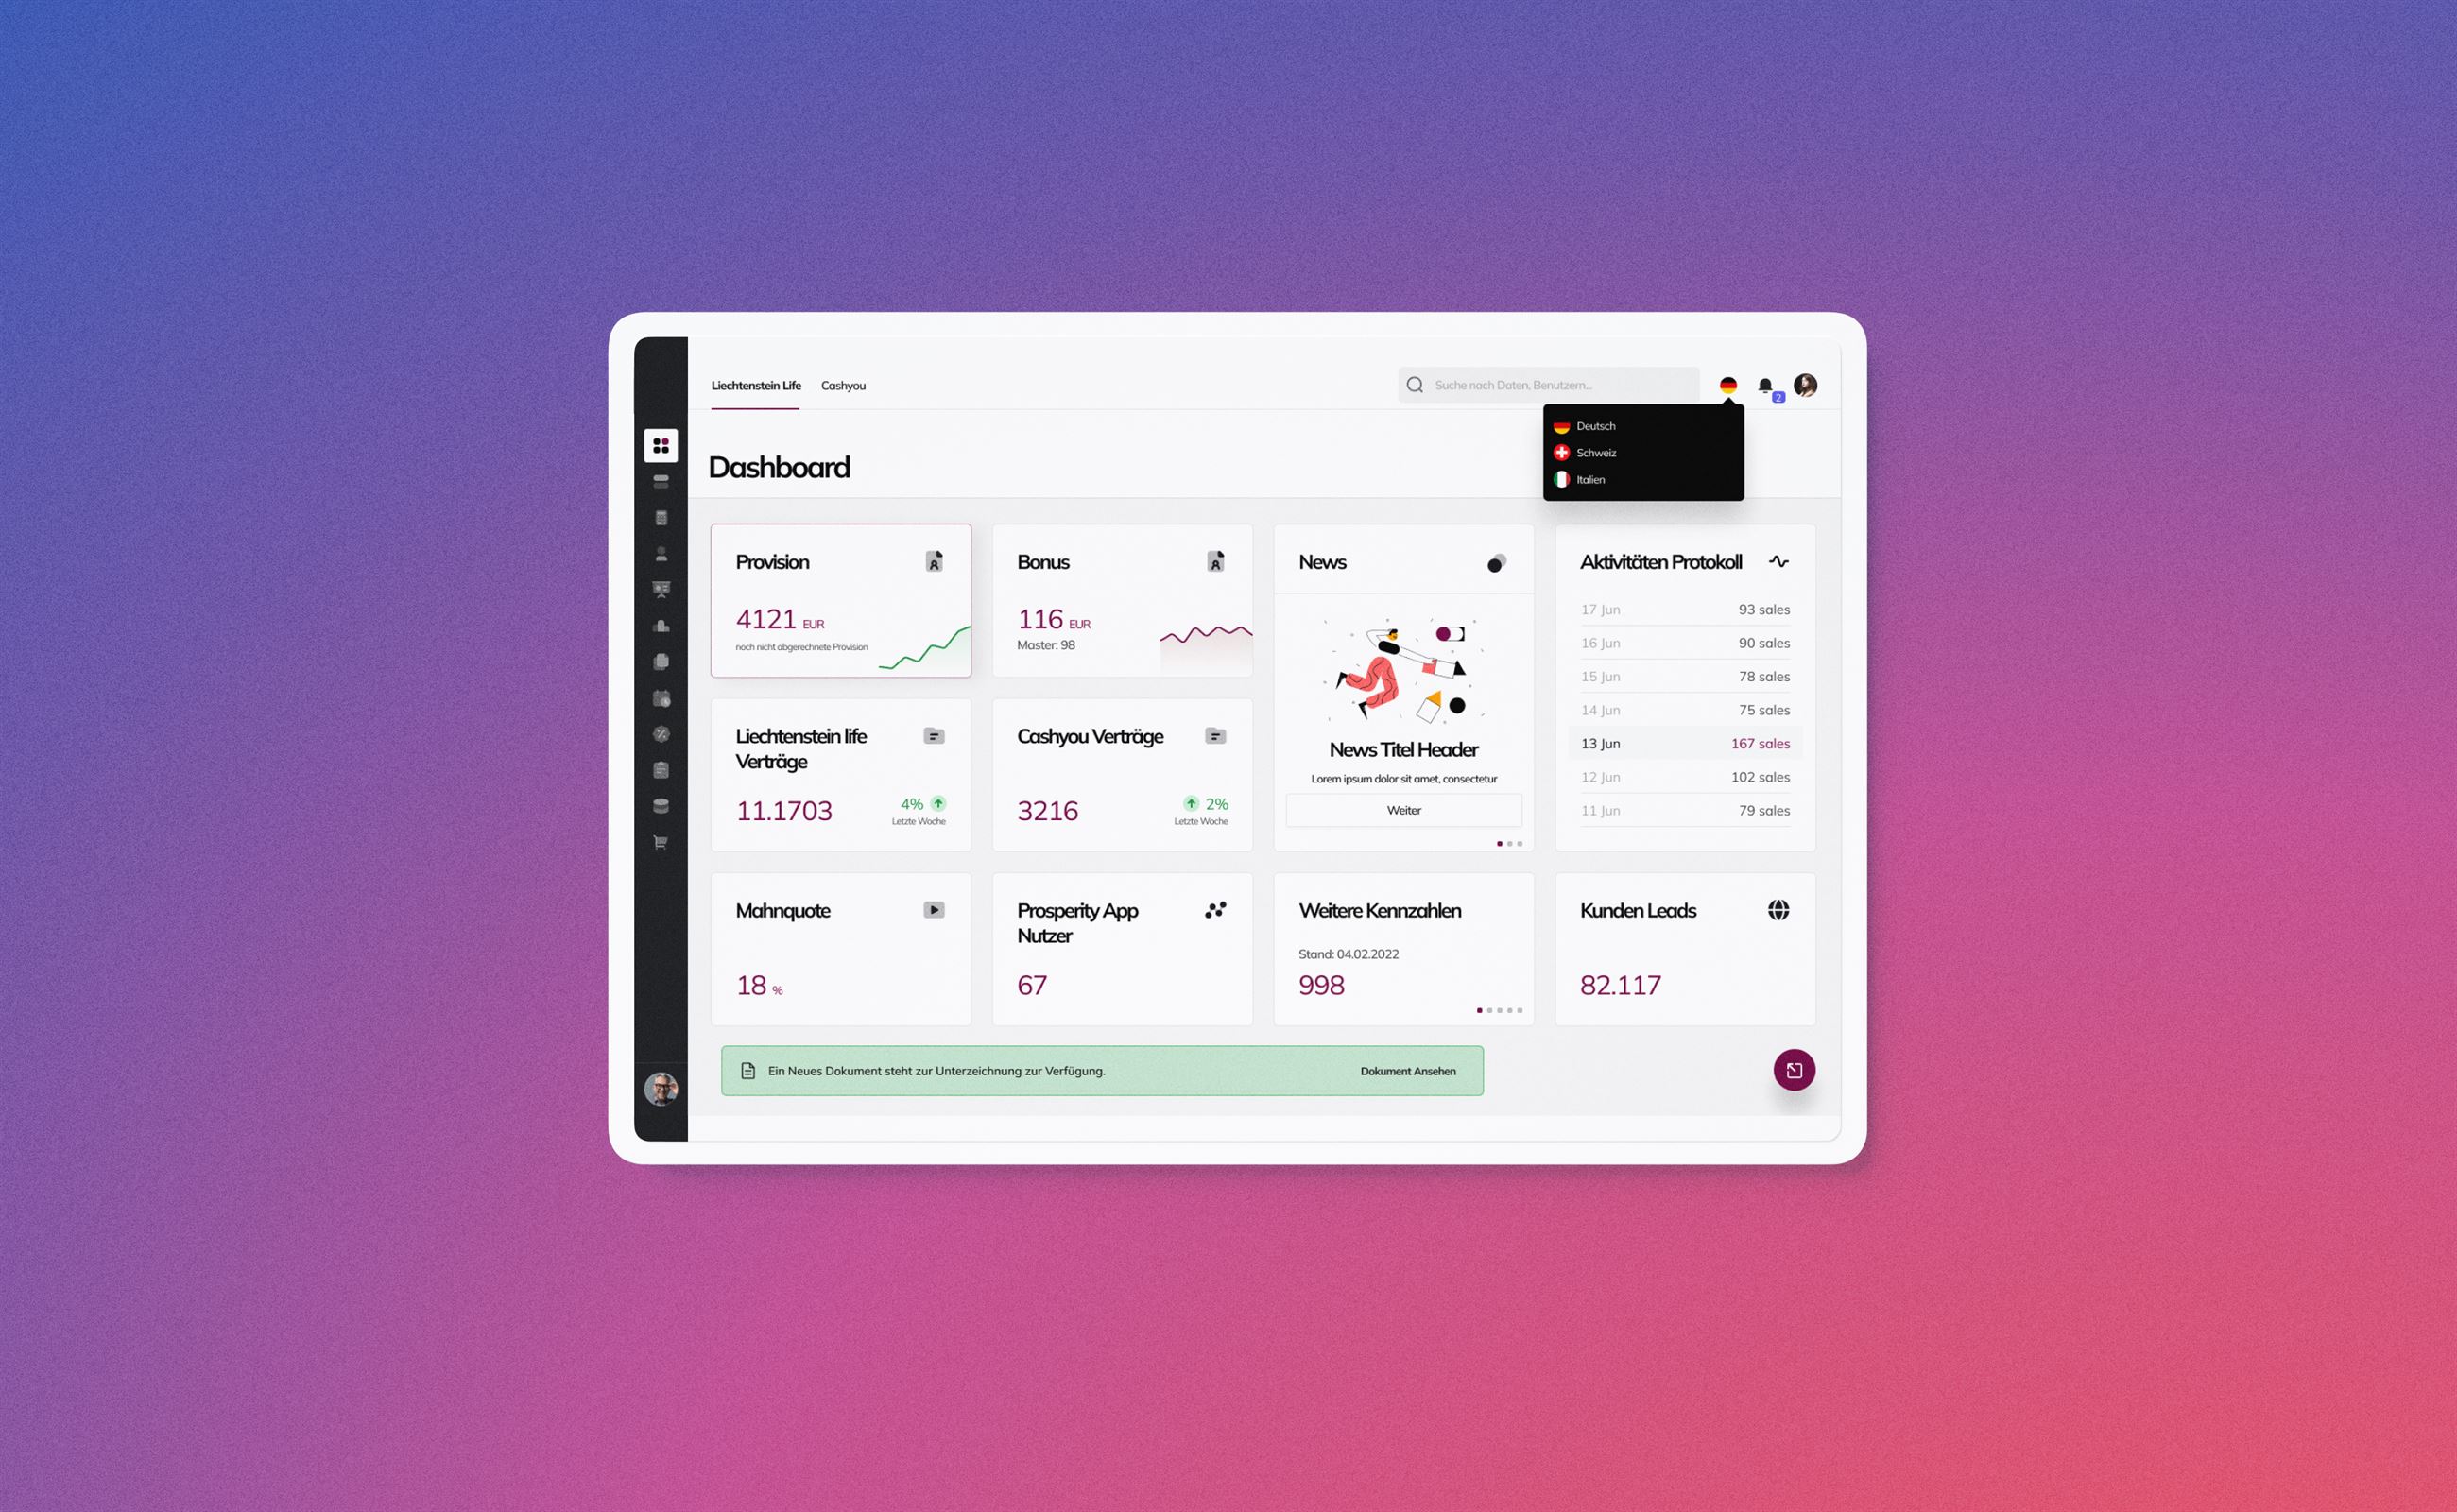 Liechtenstein Life Cashyou
Suche nach Daten, Benutzern...
2
Deutsch
Schweiz
Italien
Dashboard
Provision
4121 EUR
noch nicht abgerechnete Provision
Bonus
116 EUR
Master: 98
News
News Titel Header
Lorem ipsum dolor sit amet, consectetur
Weiter
Aktivitäten Protokoll
17 Jun 93 sales
16 Jun 90 sales
15 Jun 78 sales
14 Jun 75 sales
13 Jun 167 sales
12 Jun 102 sales
11 Jun 79 sales
Liechtenstein life
Verträge
11.1703
4%
Letzte Woche
Cashyou Verträge
3216
2%
Letzte Woche
Mahnquote
18 %
Prosperity App
Nutzer
67
Weitere Kennzahlen
Stand: 04.02.2022
998
Kunden Leads
82.117
Ein Neues Dokument steht zur Unterzeichnung zur Verfügung.
Dokument Ansehen